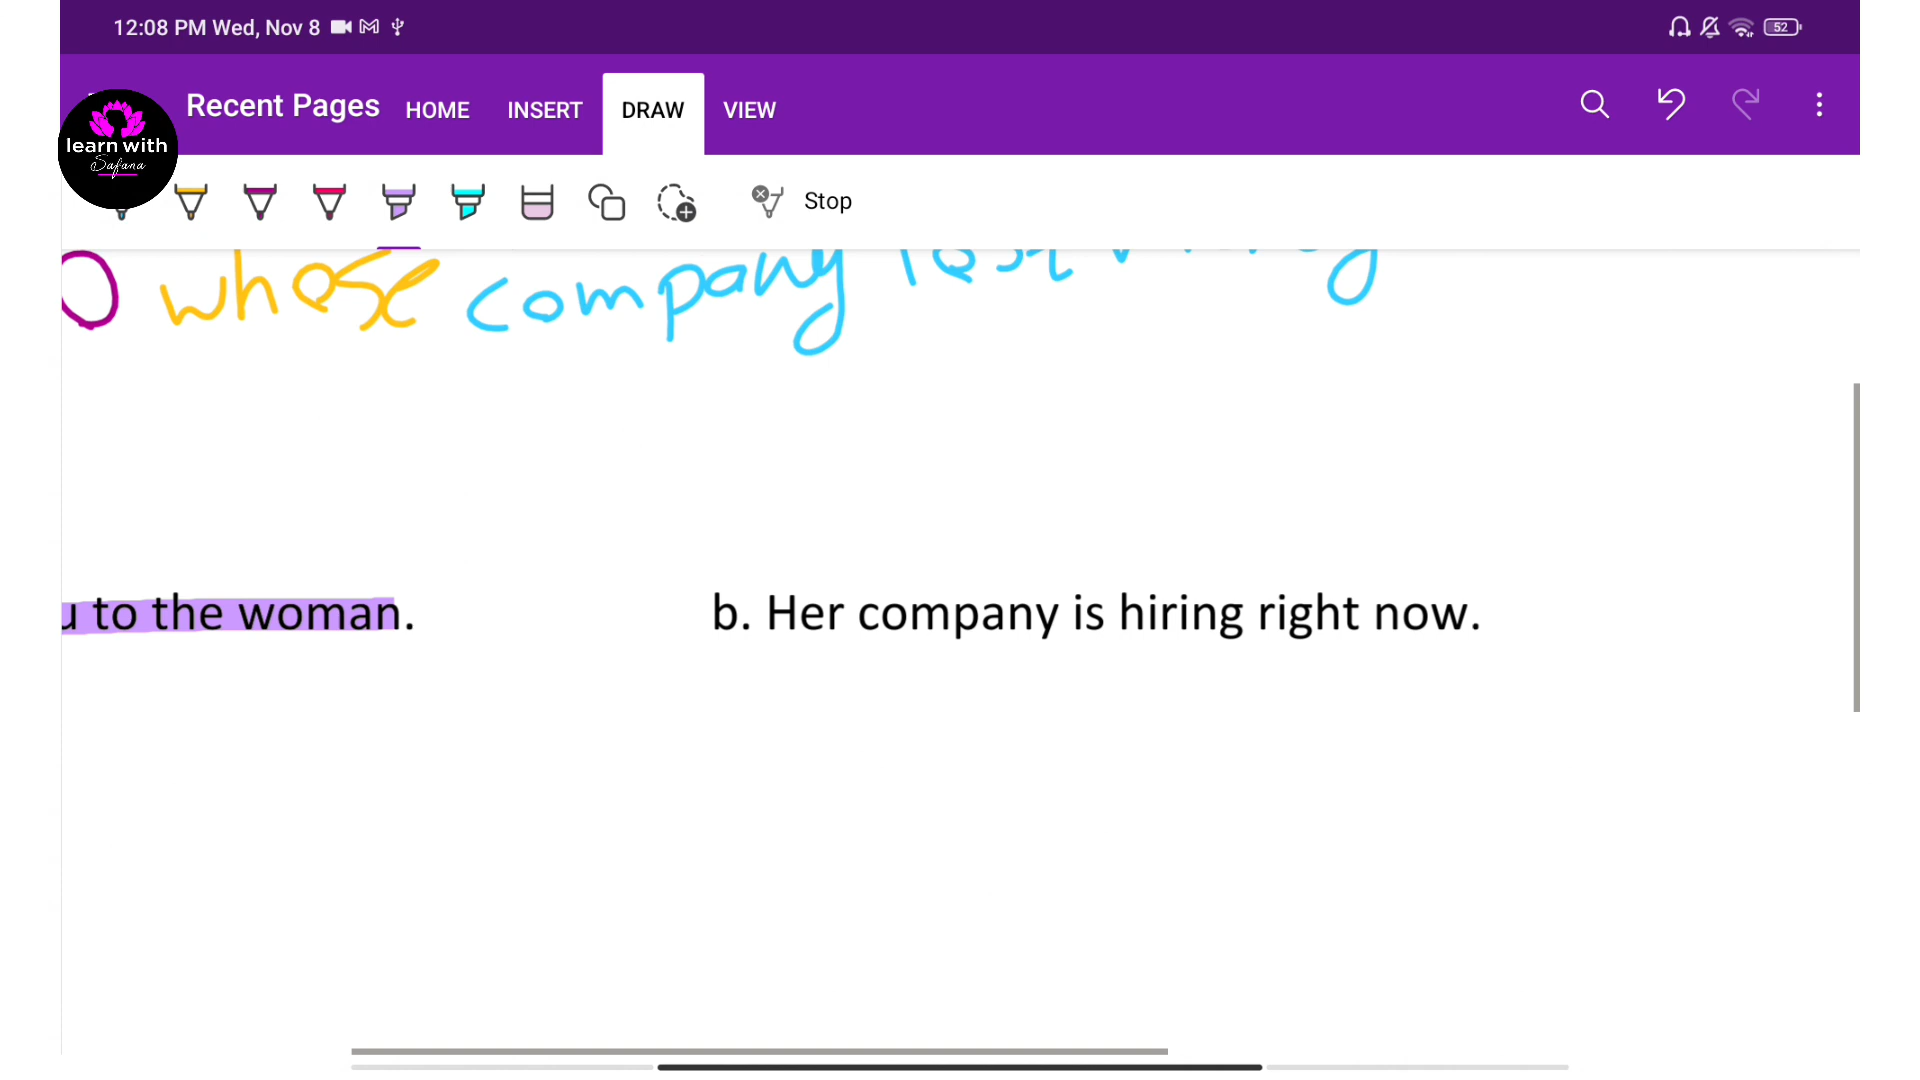 12:08 PM Wed, Nov 8 52
Recent Pages HOME INSERT DRAW VIEW
learn with
Safana
Stop
whose company
u to the woman. b. Her company is hiring right now.